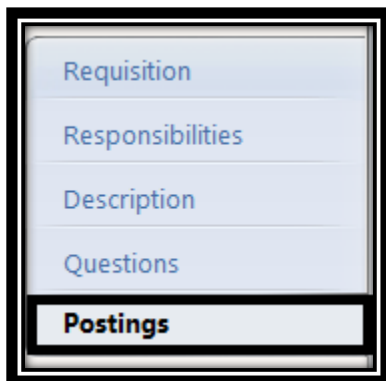 Requisition
Responsibilities
Description
Questions
Postings